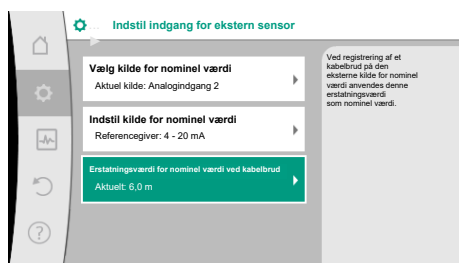 Indstil indgang for ekstern sensor
Vælg kilde for nominel værdi
Aktuel kilde: Analogindgang 2
Indstil kilde for nominel værdi
Referencegiver: 4 - 20 mA
Erstatningsværdi for nominel værdi ved kabelbrud
Aktuelt: 6,0 m
Ved registrering af et
kabelbrud på den
eksterne kilde for nominel
værdi anvendes denne
erstatningsværdi
som nominel værdi.